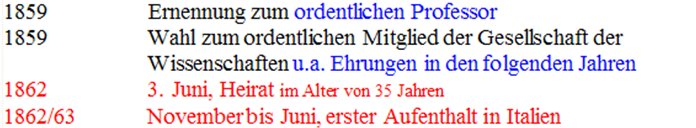 1859 Ernennung zum ordentlichen Professor
1859 Wahl zum ordentlichen Mitglied der Gesellschaft der
Wissenschaften u.a. Ehrungen in den folgenden Jahren
1862 3. Juni, Heirat im Alter von 35 Jahren
1862/63 November bis Juni, erster Aufenthalt in Italien